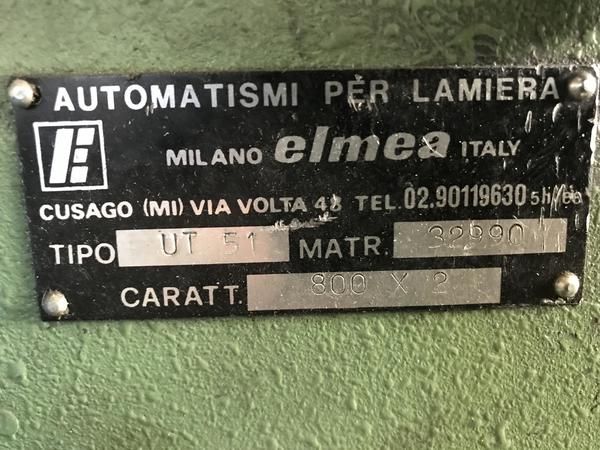 AUTOMATISMI PER LAMIERA
MILANO elmea ITALY
CUSAGO (MI) VIA VOLTA TEL. 02.90119630
TIPO UT 51 MATR. 32990
CARATT. 800 X 2